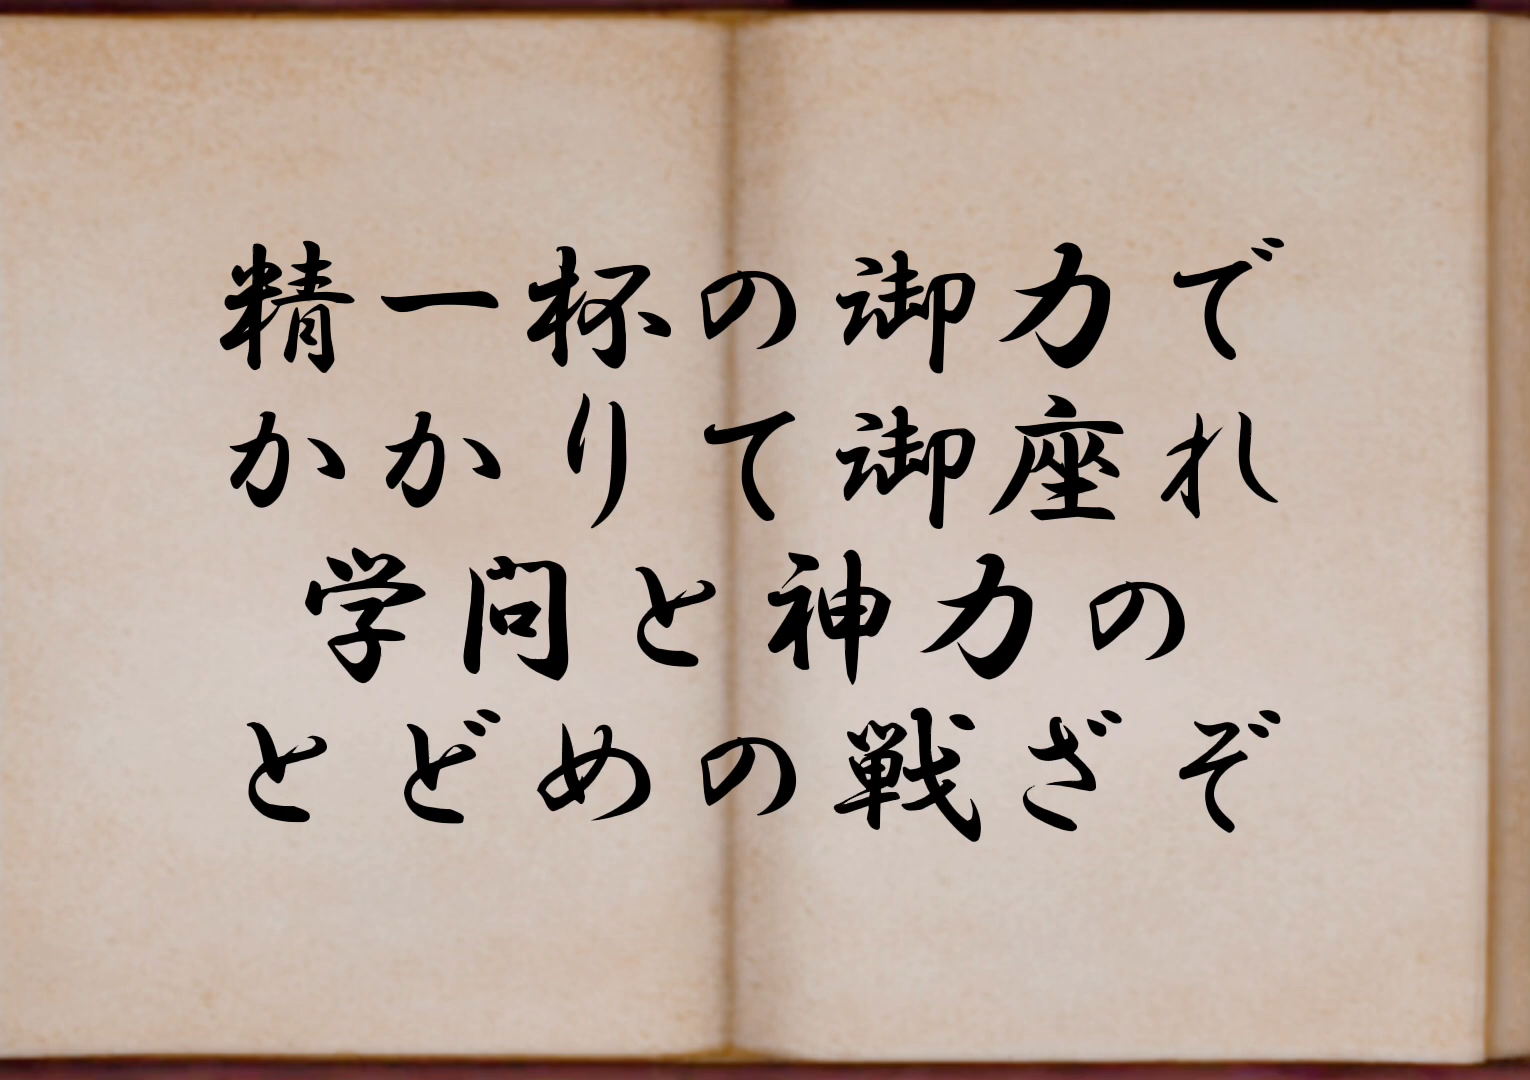 精一杯の御力で
かかりて御座れ
学問と神力の
とどめの戦ざぞ